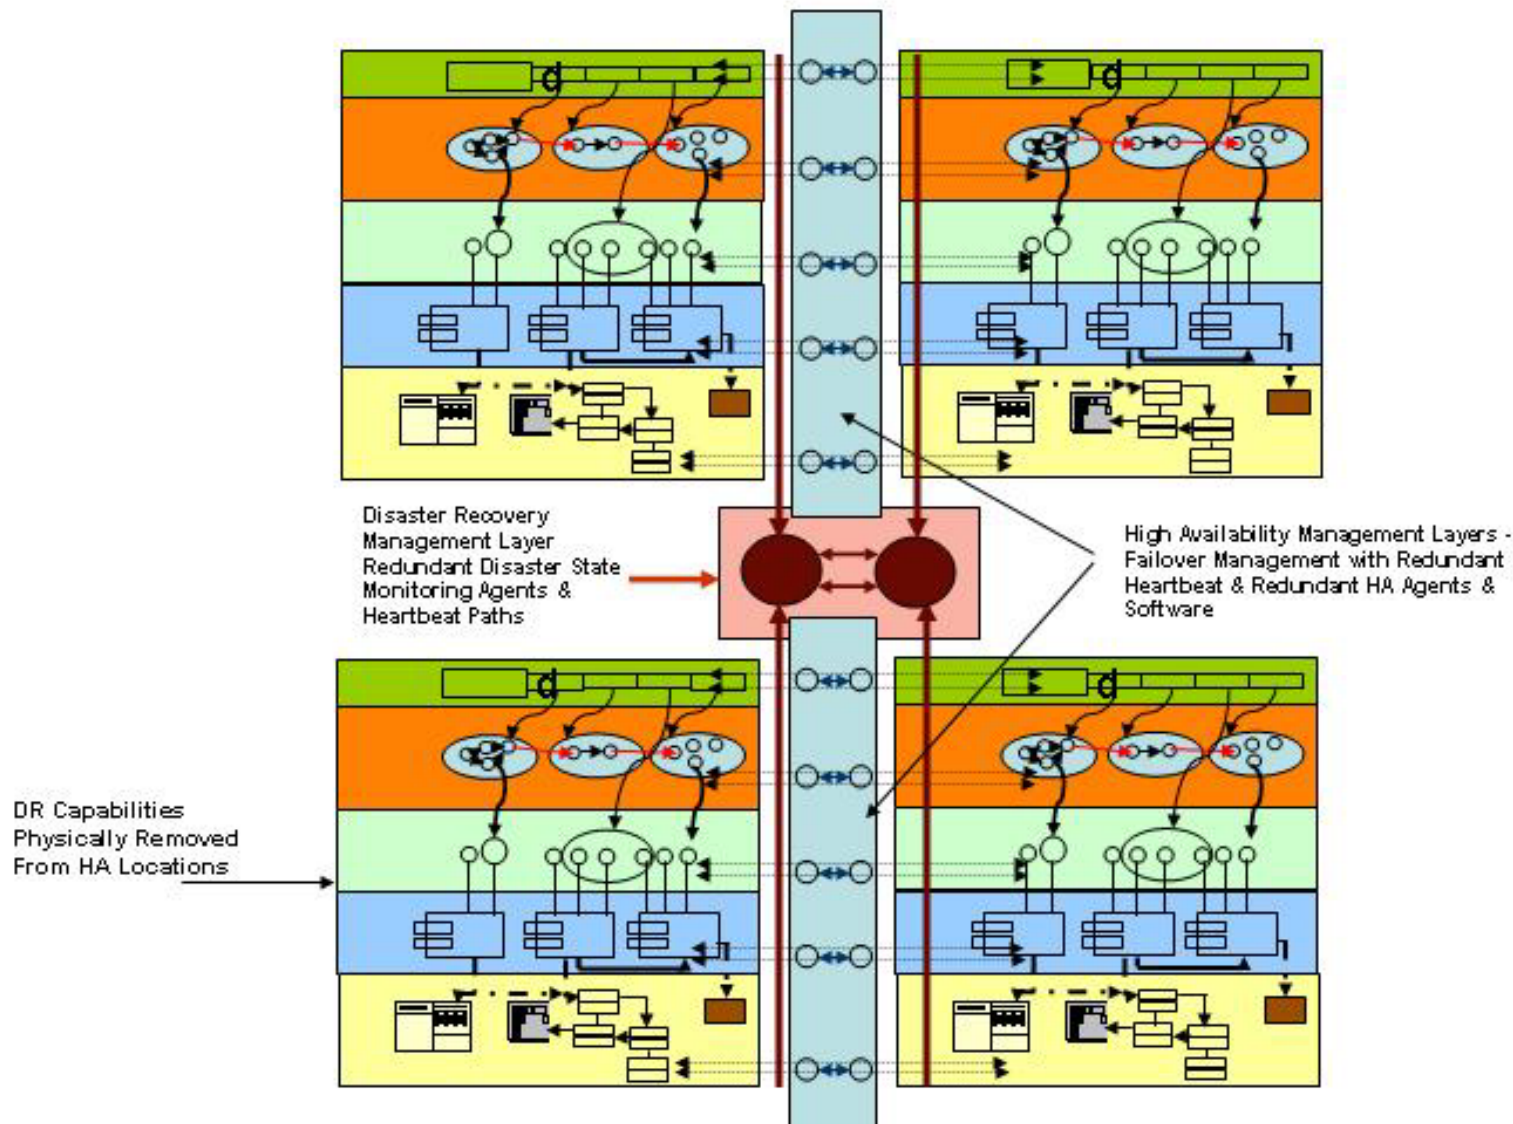 Disaster Recovery
Management Layer
Redundant Disaster State
Monitoring Agents &
Heartbeat Paths
High Availability Management Layers -
Failover Management with Redundant
Heartbeat & Redundant HA Agents &
Software
DR Capabilities
Physically Removed
From HA Locations